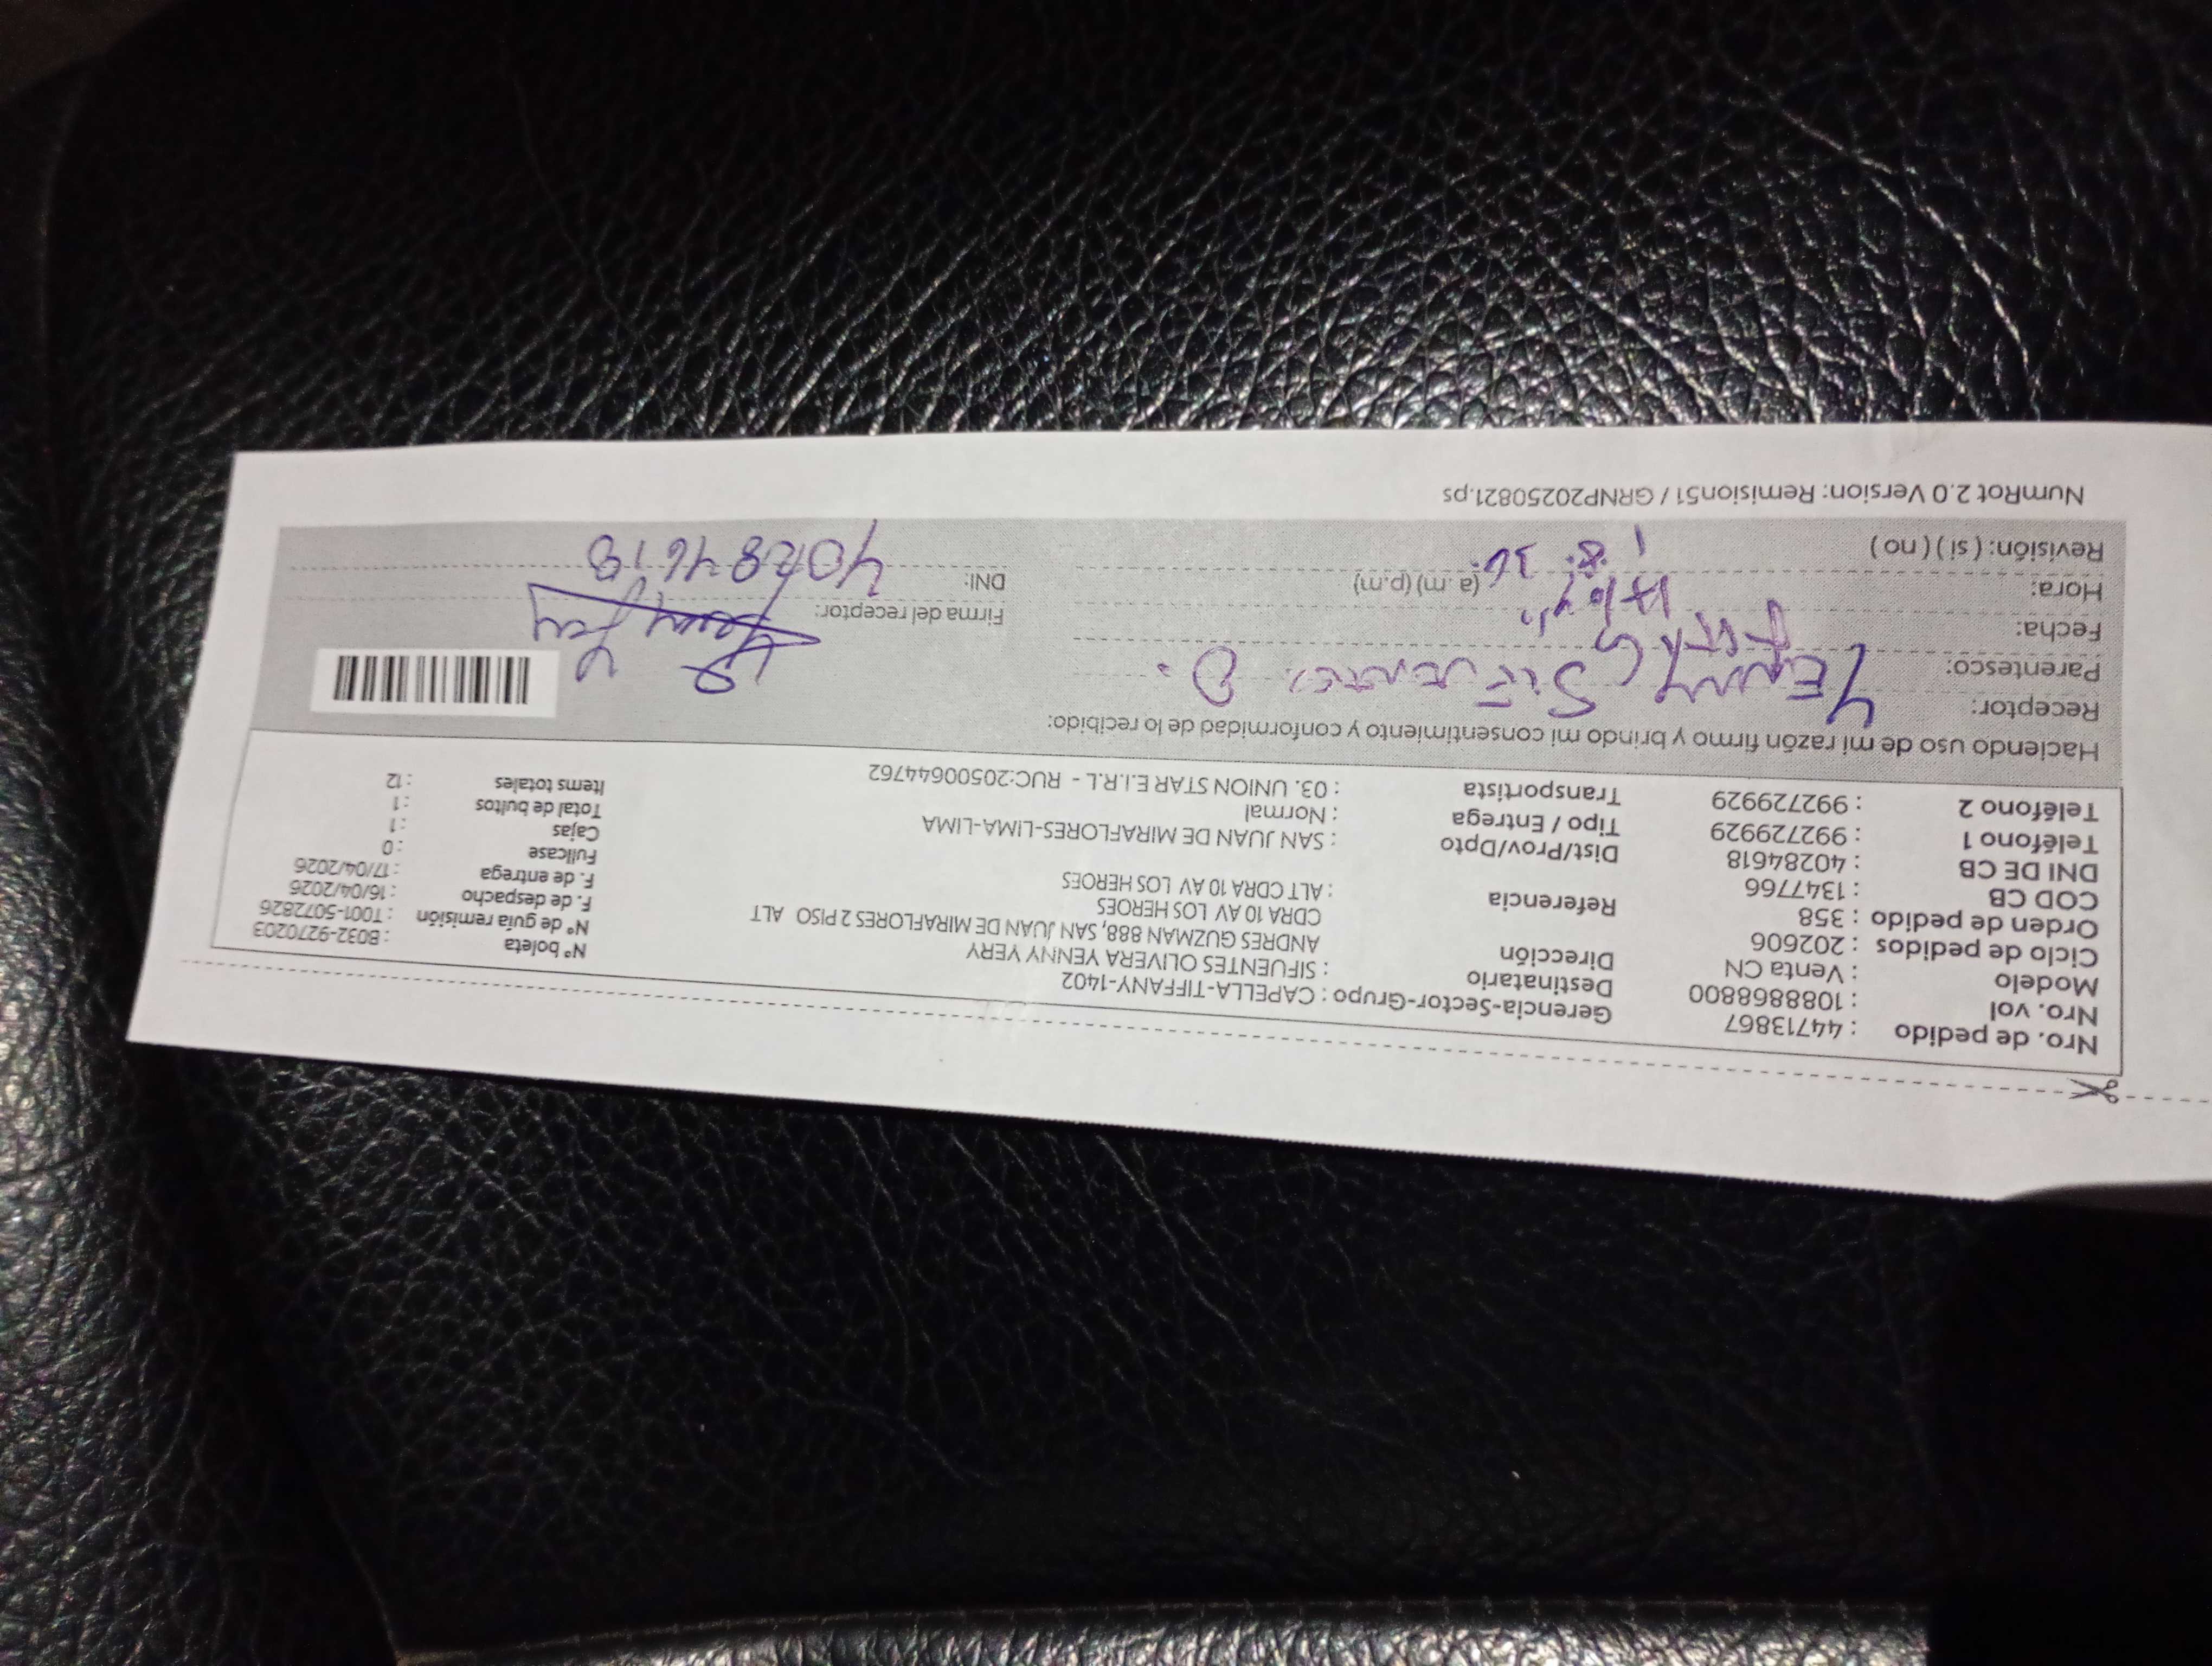 Nro. de pedido : 44713867
Nro. vol : 1088868800
Modelo : Venta CN
Ciclo de pedidos : 202606
Orden de pedido : 358
COD CB : 1347766
DNI DE CB : 40284618
Teléfono 1 : 992729929
Teléfono 2 : 992729929
Gerencia-Sector-Grupo : CAPELLA-TIFFANY-1402
Destinatario : SIFUENTES OLIVERA YENNY YERY
Dirección : ANDRES GUZMAN 888, SAN JUAN DE MIRAFLORES 2 PISO ALT
CDRA 10 AV LOS HEROES
Referencia : ALT CDRA 10 AV LOS HEROES
Dist/Prov/Dpto : SAN JUAN DE MIRAFLORES-LIMA-LIMA
Tipo / Entrega : Normal
Transportista : 03. UNION STAR E.I.R.L - RUC:20500644762
Nº boleta : B032-9270203
Nº de guía remisión : T001-5072826
F. de despacho : 16/04/2026
F. de entrega : 17/04/2026
Fullcase : 0
Cajas : 1
Total de bultos : 1
Items totales : 12
Haciendo uso de mi razón firmo y brindo mi consentimiento y conformidad de lo recibido:
Receptor: YENNY SIFUENTES O.
Parentesco:
Fecha:
Hora: (a.m) (p.m)
Revisión: ( si ) ( no )
Firma del receptor:
DNI: 40284618
NumRot 2.0 Version: Remision51 / GRNP20250821.ps